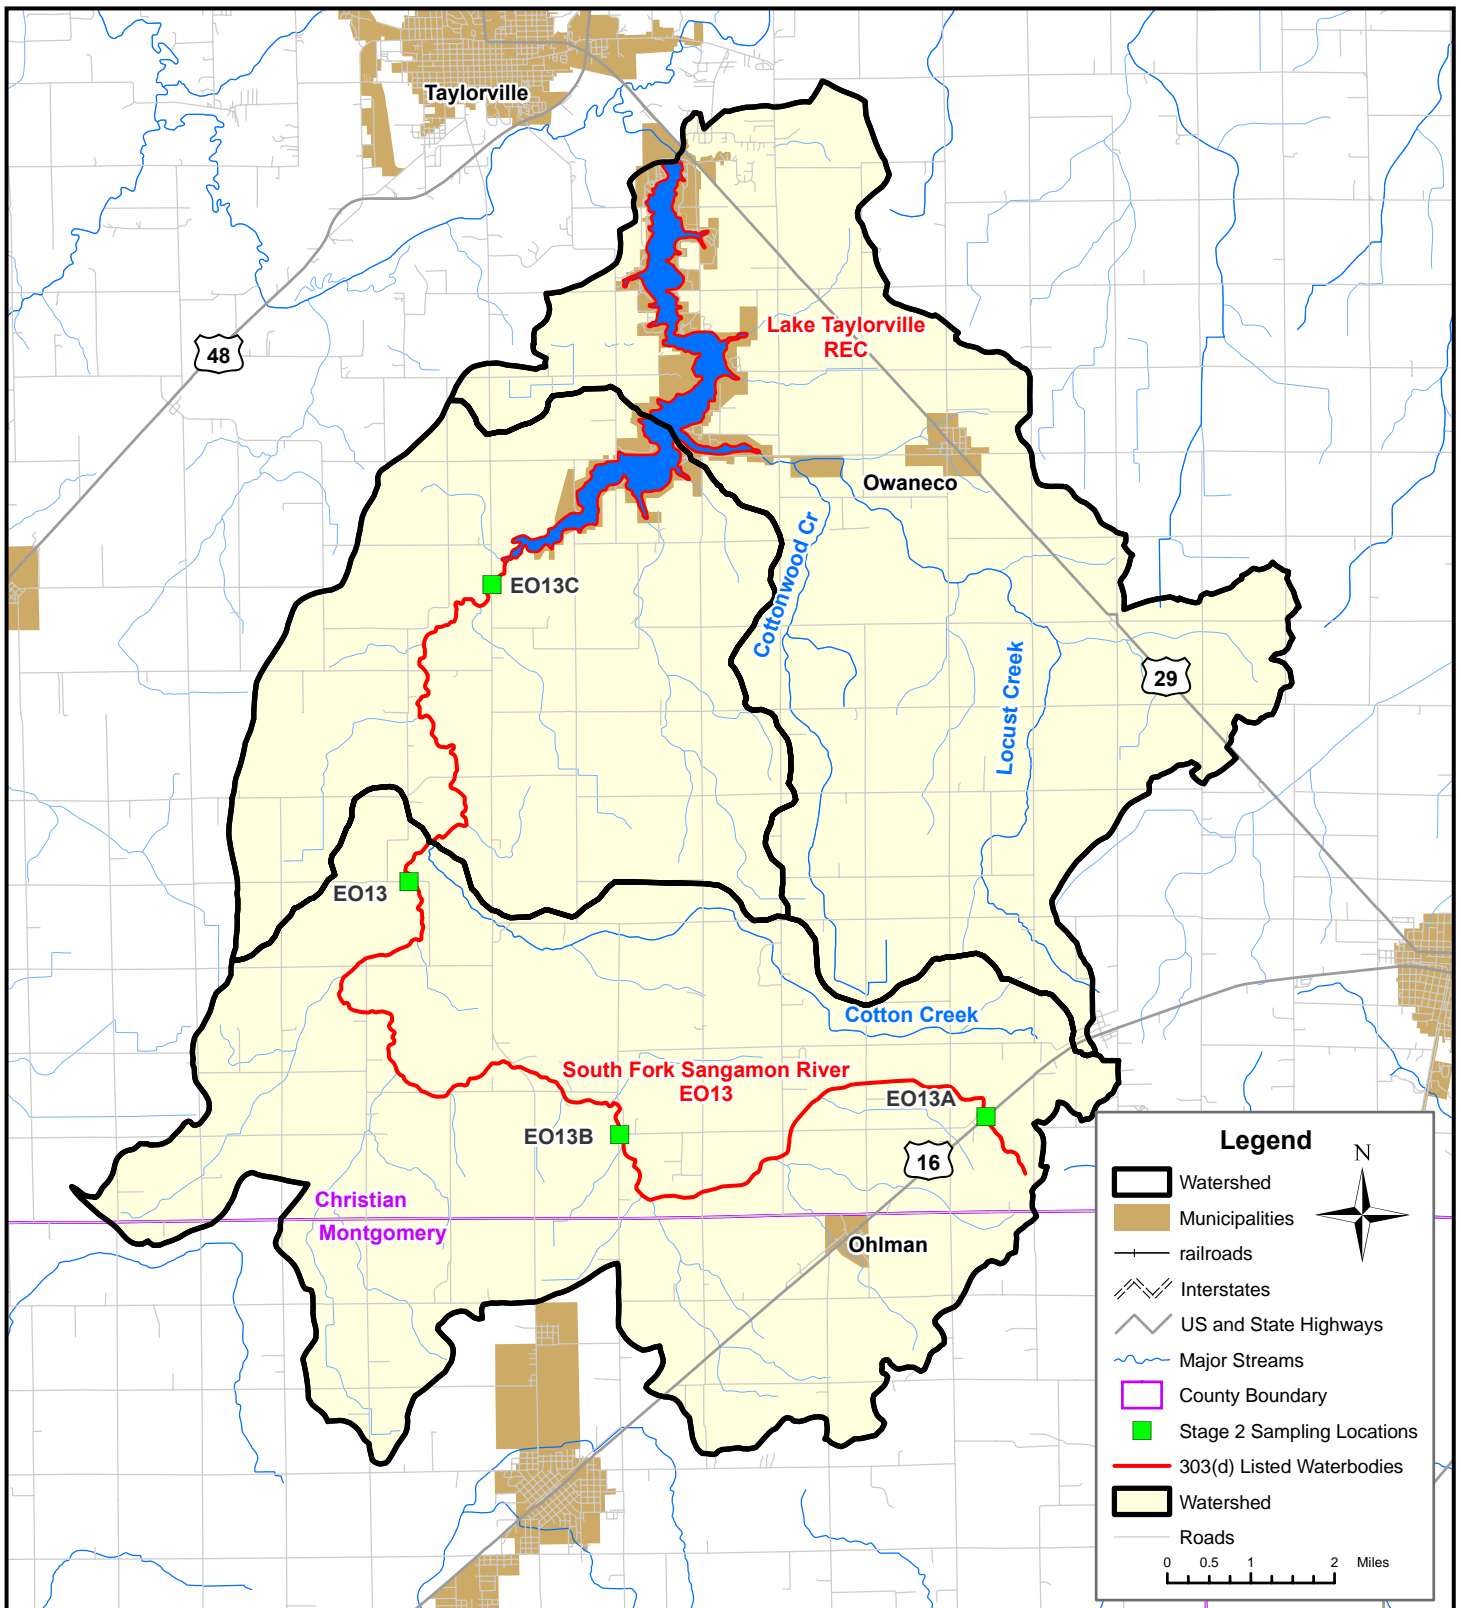 Taylorville
48
Lake Taylorville
REC
Owaneco
Cottonwood Cr
EO13C
Locust Creek
29
EO13
Cotton Creek
South Fork Sangamon River
EO13
EO13A
EO13B
16
Christian
Montgomery
Ohlman
Legend
N
Watershed
Municipalities
railroads
Interstates
US and State Highways
Major Streams
County Boundary
Stage 2 Sampling Locations
303(d) Listed Waterbodies
Watershed
Roads
0 0.5 1 2 Miles